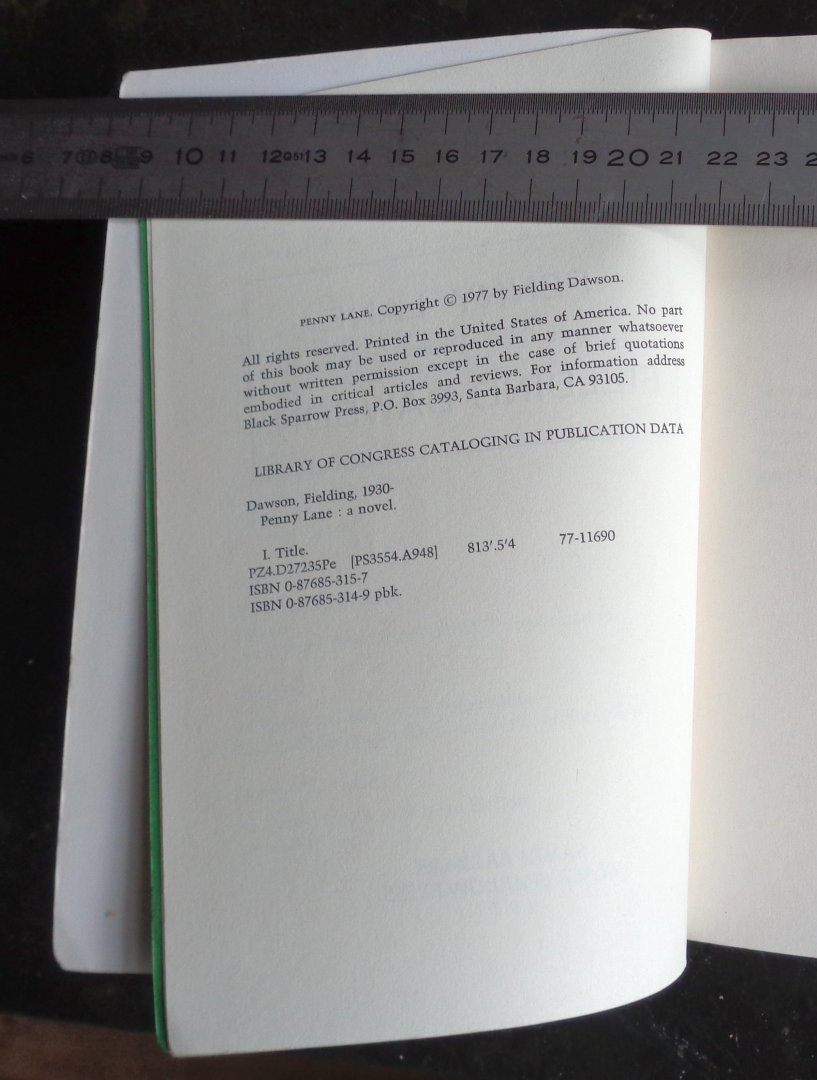 6 7 8 9 10 11 12 13 14 15 16 17 18 19 20 21 22 23 2
PENNY LANE. Copyright © 1977 by Fielding Dawson.
All rights reserved. Printed in the United States of America. No part
of this book may be used or reproduced in any manner whatsoever
without written permission except in the case of brief quotations
embodied in critical articles and reviews. For information address
Black Sparrow Press, P.O. Box 3993, Santa Barbara, CA 93105.
LIBRARY OF CONGRESS CATALOGING IN PUBLICATION DATA
Dawson, Fielding, 1930-
Penny Lane : a novel.
I. Title.
PZ4.D27235Pe [PS3554.A948] 813'.5'4 77-11690
ISBN 0-87685-315-7
ISBN 0-87685-314-9 pbk.